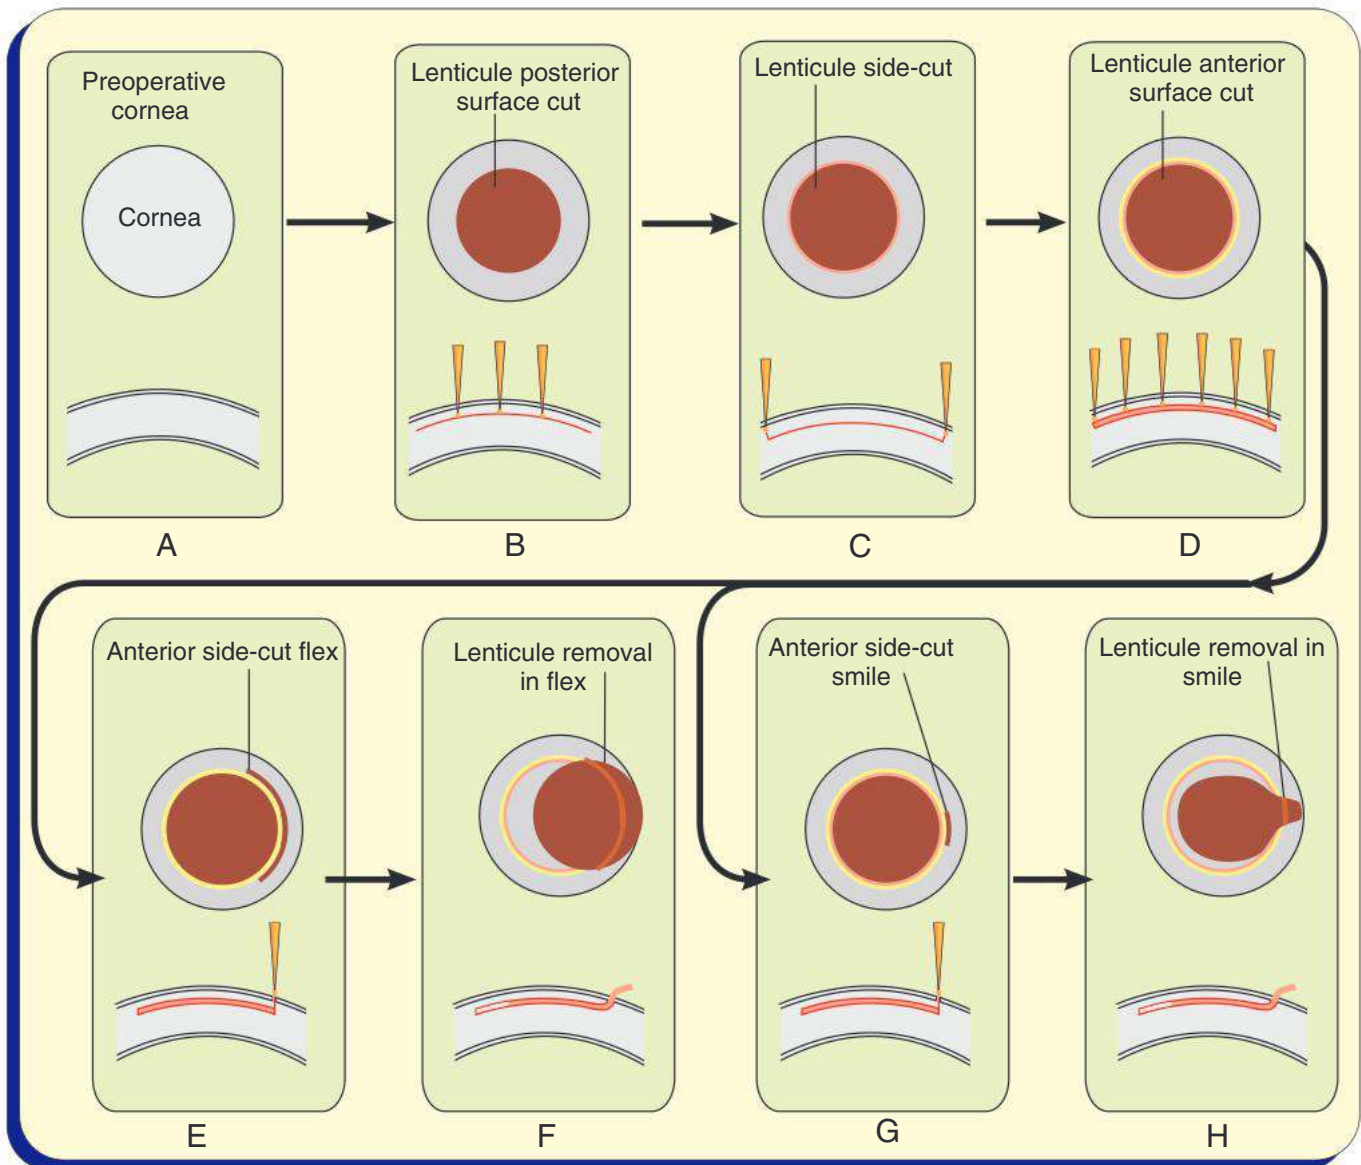 Preoperative
cornea
Cornea
A
Lenticule posterior
surface cut
B
Lenticule side-cut
C
Lenticule anterior
surface cut
D
Anterior side-cut flex
E
Lenticule removal
in flex
F
Anterior side-cut
smile
G
Lenticule removal in
smile
H